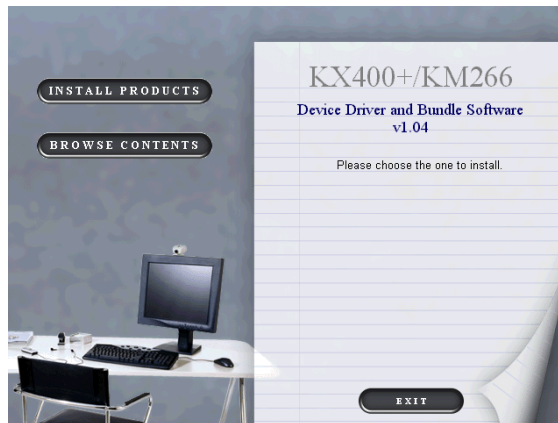 INSTALL PRODUCTS
BROWSE CONTENTS
KX400+/KM266
Device Driver and Bundle Software
v1.04
Please choose the one to install.
EXIT